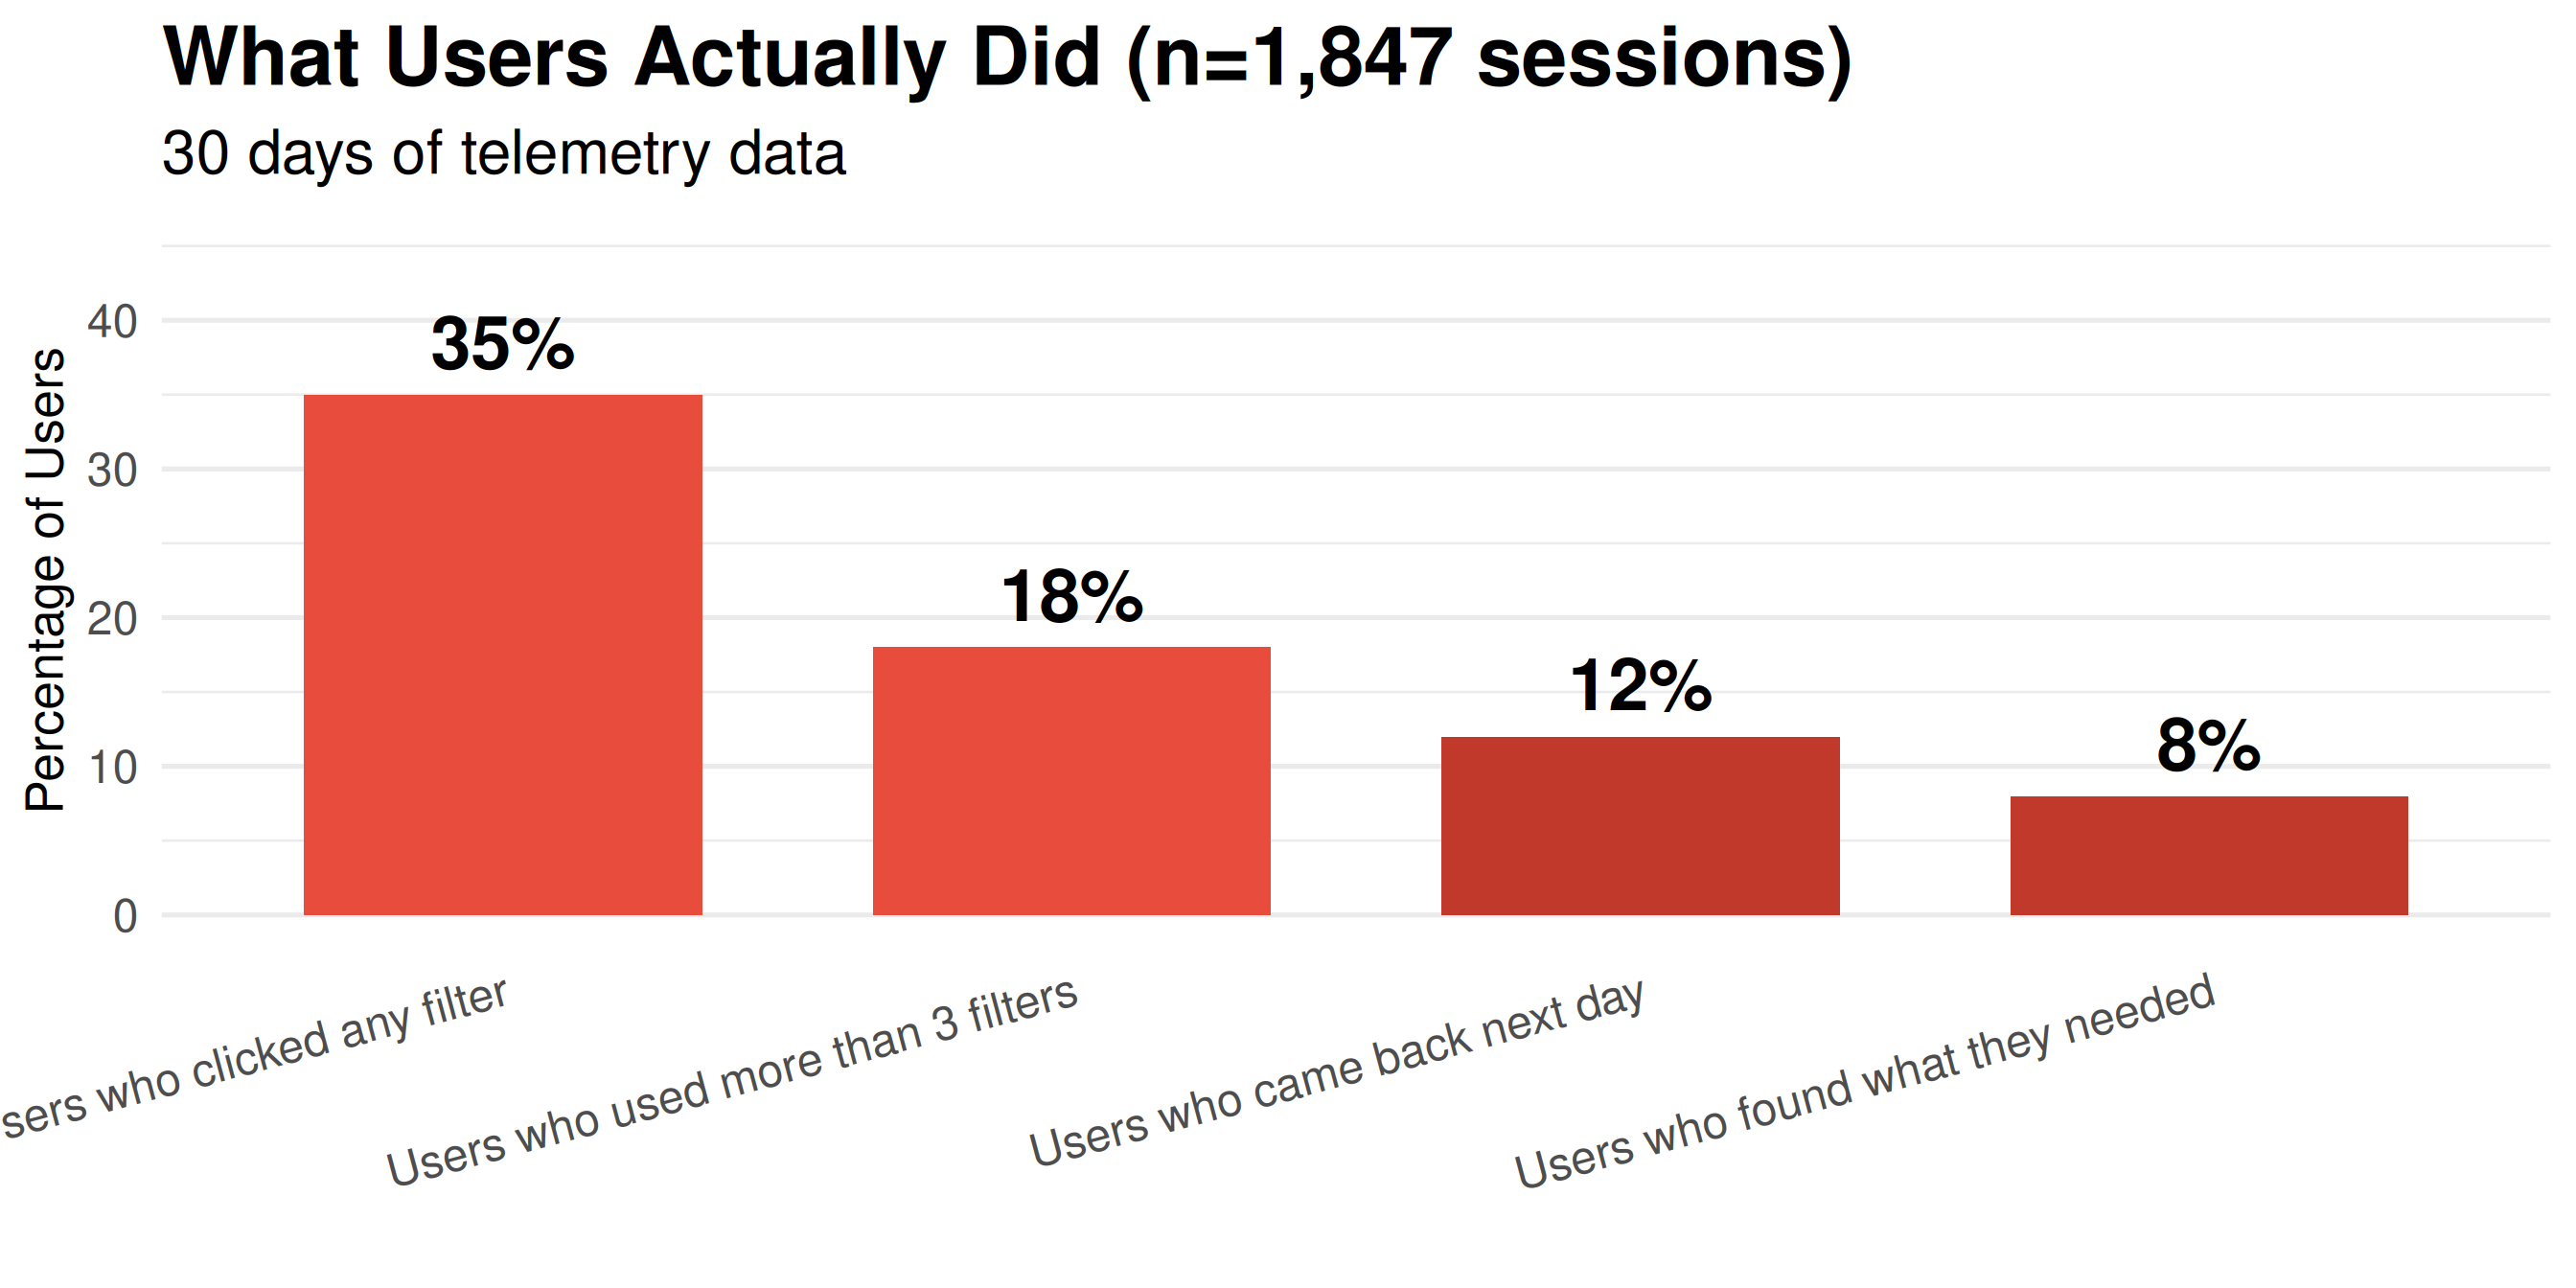 What Users Actually Did (n=1,847 sessions)
30 days of telemetry data
Percentage of Users
40
30
20
10
0
35%
18%
12%
8%
sers who clicked any filter
Users who used more than 3 filters
Users who came back next day
Users who found what they needed